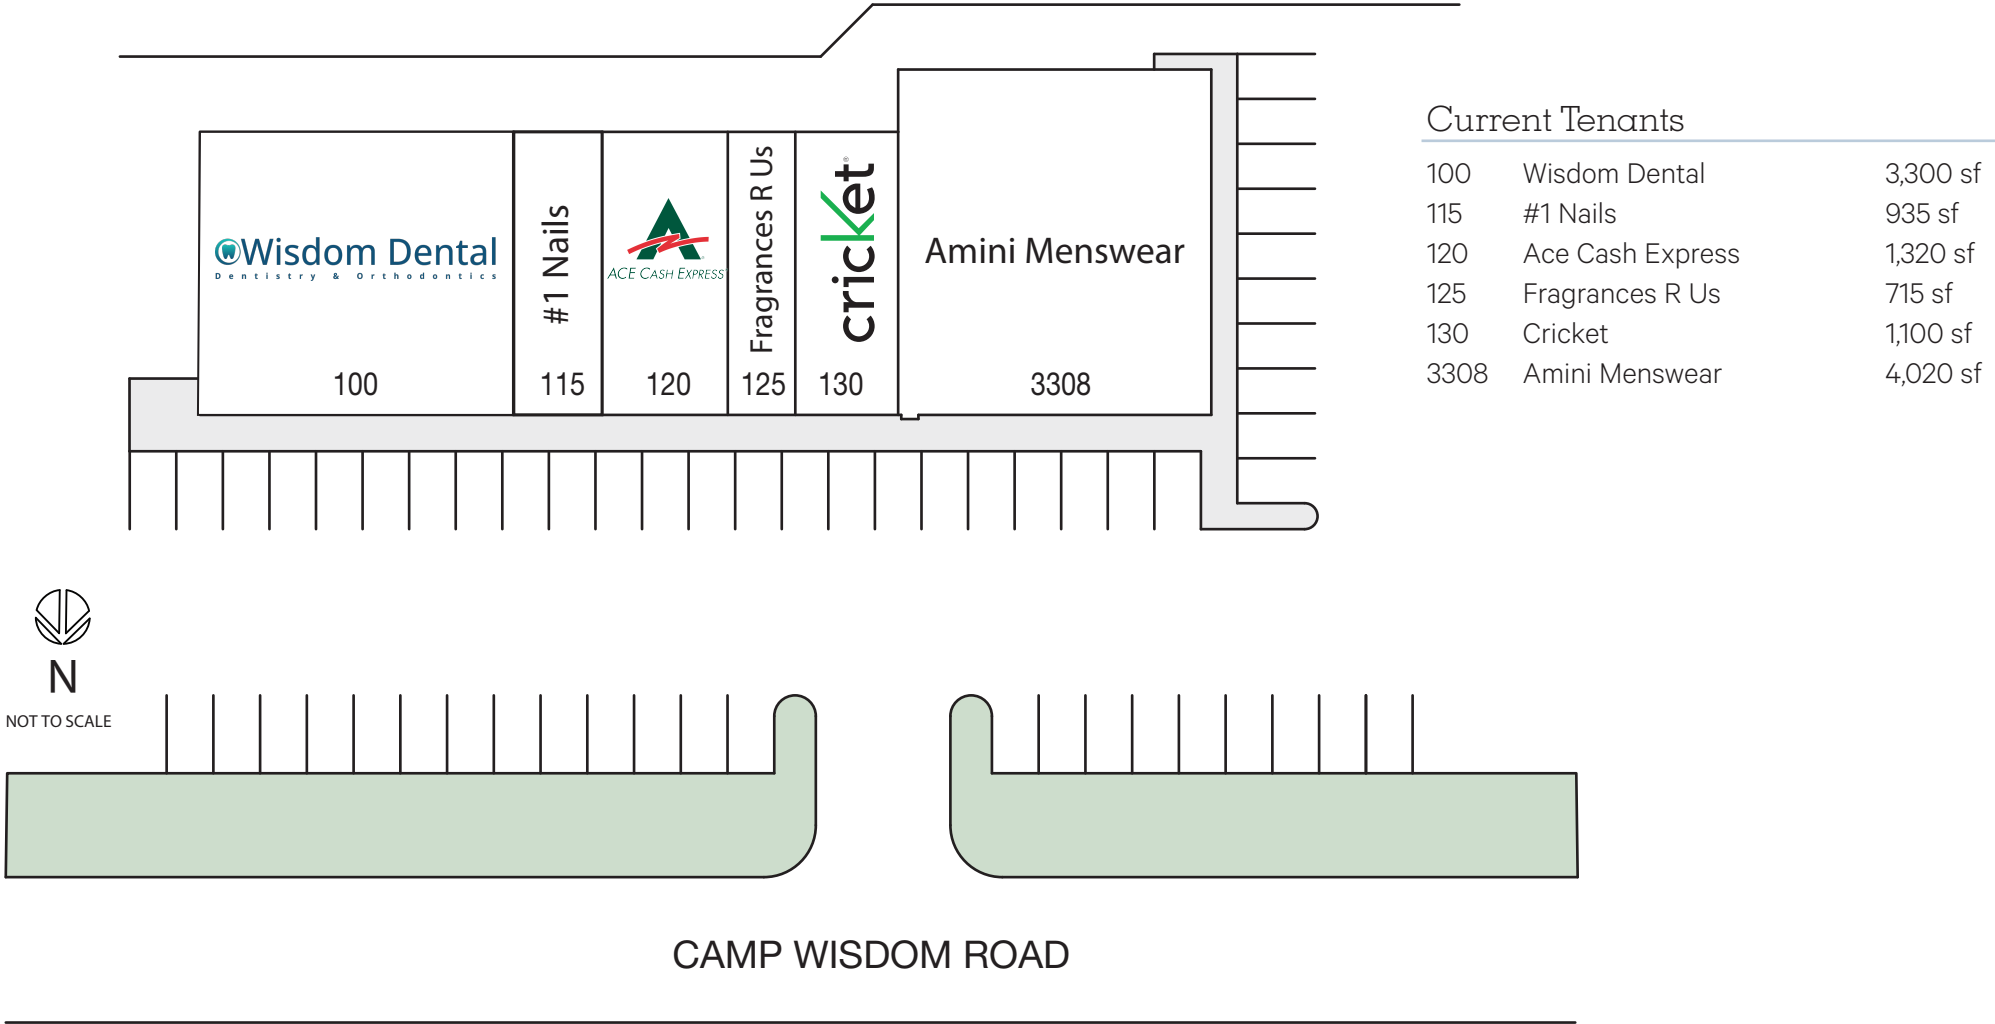 Current Tenants
100 Wisdom Dental 3,300 sf
115 #1 Nails 935 sf
120 Ace Cash Express 1,320 sf
125 Fragrances R Us 715 sf
130 Cricket 1,100 sf
3308 Amini Menswear 4,020 sf
Wisdom Dental
Dentistry & Orthodontics
100
#1 Nails
115
ACE CASH EXPRESS
120
Fragrances R Us
125
cricket
130
Amini Menswear
3308
N
NOT TO SCALE
CAMP WISDOM ROAD